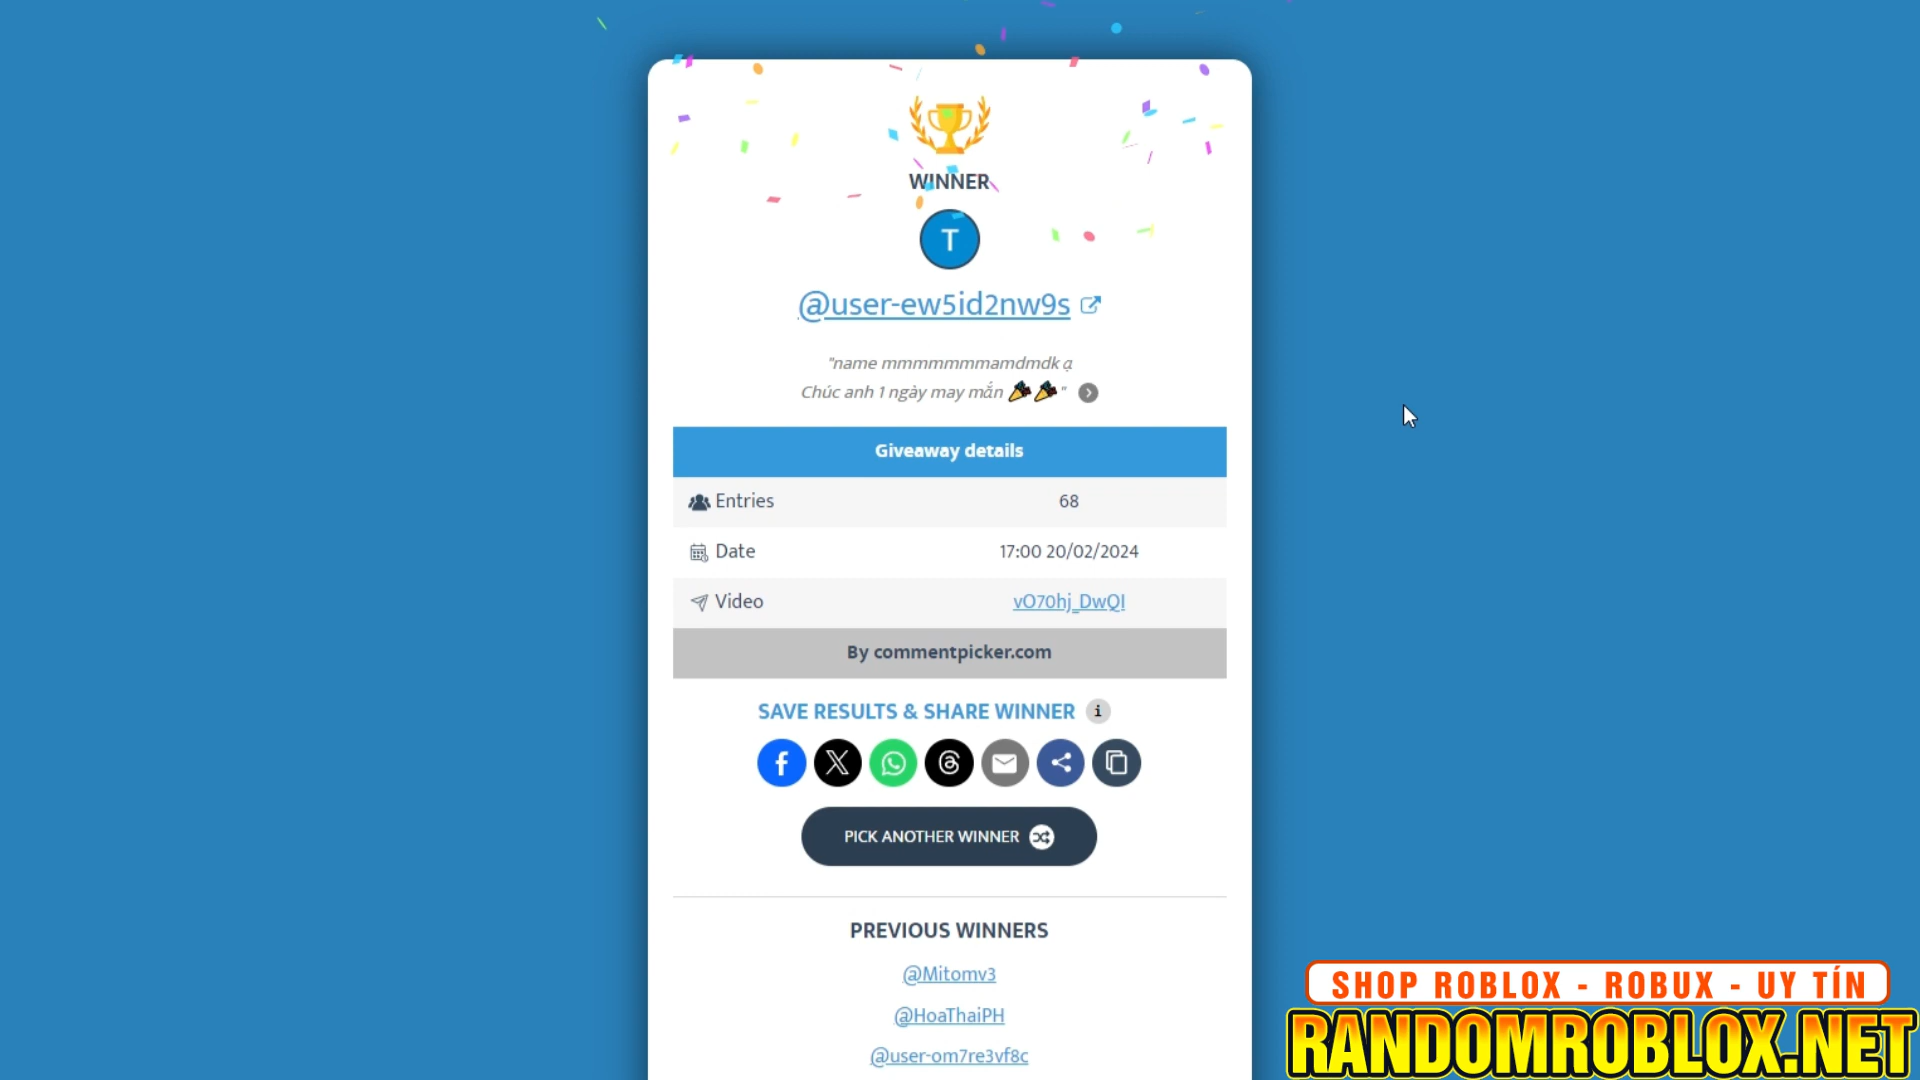 WINNER
T
@user-ew5id2nw9s
"name mmmmmmmamdmdk ạ
Chúc anh 1 ngày may mắn 🎉🎉"
Giveaway details
Entries 68
Date 17:00 20/02/2024
Video vO70hj_DwQI
By commentpicker.com
SAVE RESULTS & SHARE WINNER i
PICK ANOTHER WINNER
PREVIOUS WINNERS
@Mitomv3
@HoaThaiPH
@user-om7re3vf8c
SHOP ROBLOX - ROBUX - UY TÍN
RANDOMROBLOX.NET